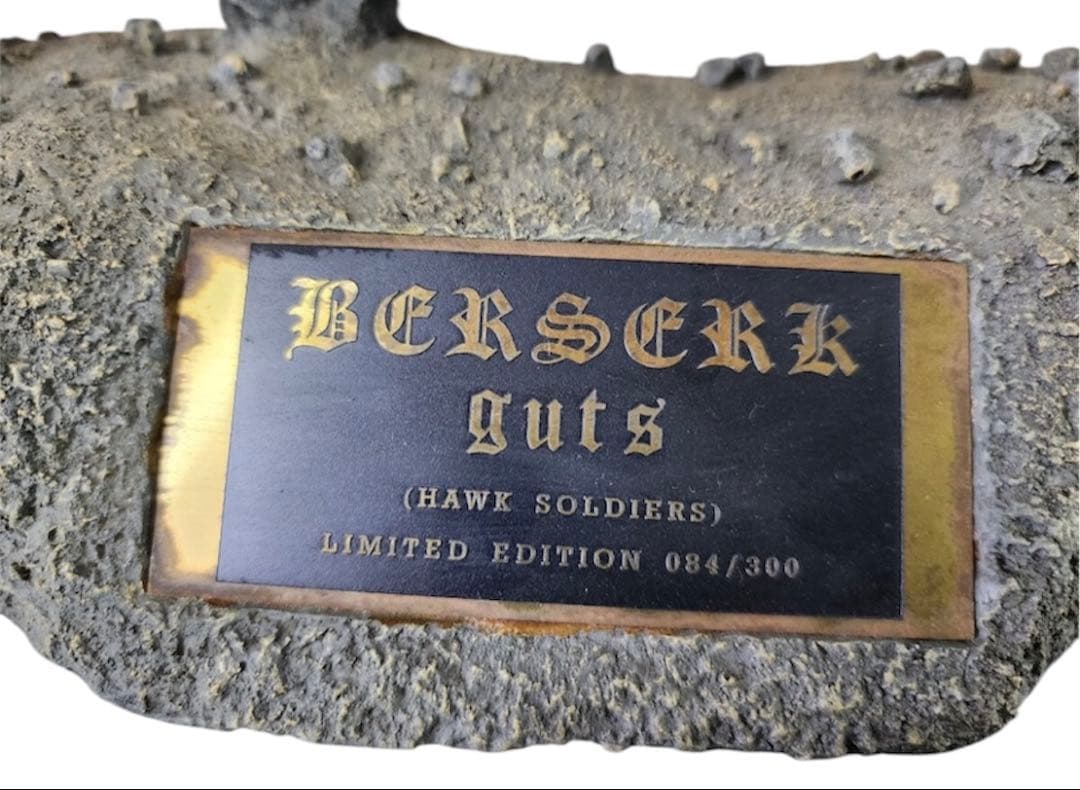 BERSERK
guts
(HAWK SOLDIERS)
LIMITED EDITION 084/300